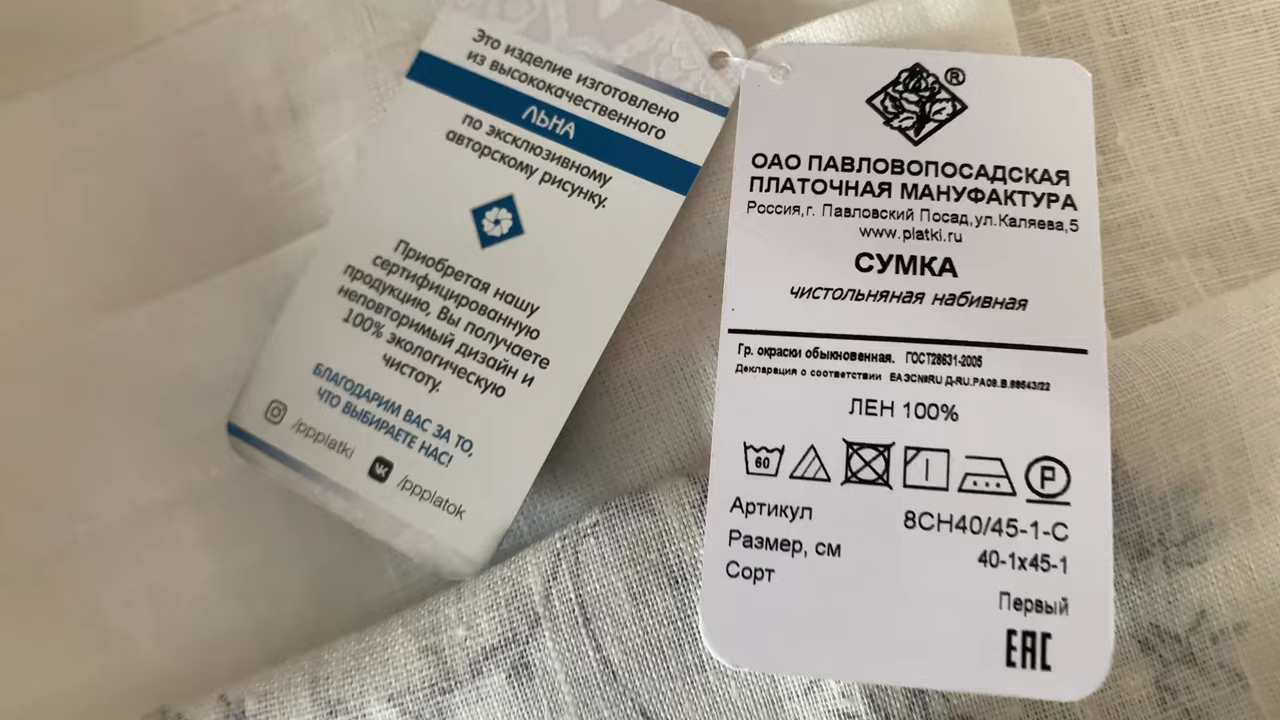 Это изделие изготовлено
из высококачественного
ЛЬНА
по эксклюзивному
авторскому рисунку.
Приобретая нашу
сертифицированную
продукцию, Вы получаете
неповторимый дизайн и
100% экологическую
чистоту.
БЛАГОДАРИМ ВАС ЗА ТО,
ЧТО ВЫБИРАЕТЕ НАС!
/ppplatki
/ppplatok
®
ОАО ПАВЛОВОПОСАДСКАЯ
ПЛАТОЧНАЯ МАНУФАКТУРА
Россия, г. Павловский Посад, ул. Каляева, 5
www.platki.ru
СУМКА
чистольняная набивная
Гр. окраски обыкновенная. ГОСТ28631-2005
Декларация о соответствии ЕАЭС№RU Д-RU.РА08.В.
ЛЕН 100%
60
P
Артикул 8СН40/45-1-С
Размер, см 40-1х45-1
Сорт Первый
ЕАС